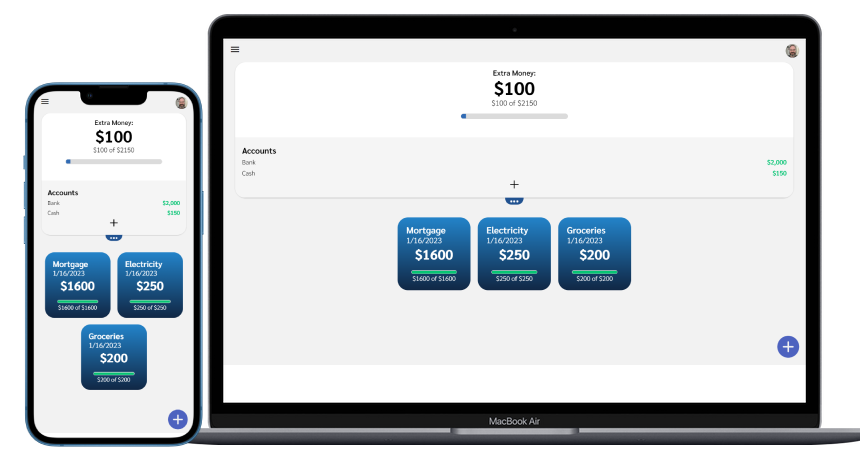 Extra Money:
$100
$100 of $2150
Accounts
Bank $2,000
Cash $150
+
Mortgage
1/16/2023
$1600
$1600 of $1600
Electricity
1/16/2023
$250
$250 of $250
Groceries
1/16/2023
$200
$200 of $200
+
Extra Money:
$100
$100 of $2150
Accounts
Bank $2,000
Cash $150
+
Mortgage
1/16/2023
$1600
$1600 of $1600
Electricity
1/16/2023
$250
$250 of $250
Groceries
1/16/2023
$200
$200 of $200
+
MacBook Air